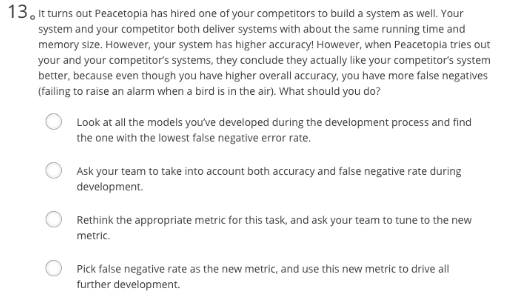 13. It turns out Peacetopia has hired one of your competitors to build a system as well. Your
system and your competitor both deliver systems with about the same running time and
memory size. However, your system has higher accuracy! However, when Peacetopia tries out
your and your competitor's systems, they conclude they actually like your competitor's system
better, because even though you have higher overall accuracy, you have more false negatives
(failing to raise an alarm when a bird is in the air). What should you do?
Look at all the models you've developed during the development process and find
the one with the lowest false negative error rate.
Ask your team to take into account both accuracy and false negative rate during
development.
Rethink the appropriate metric for this task, and ask your team to tune to the new
metric.
Pick false negative rate as the new metric, and use this new metric to drive all
further development.